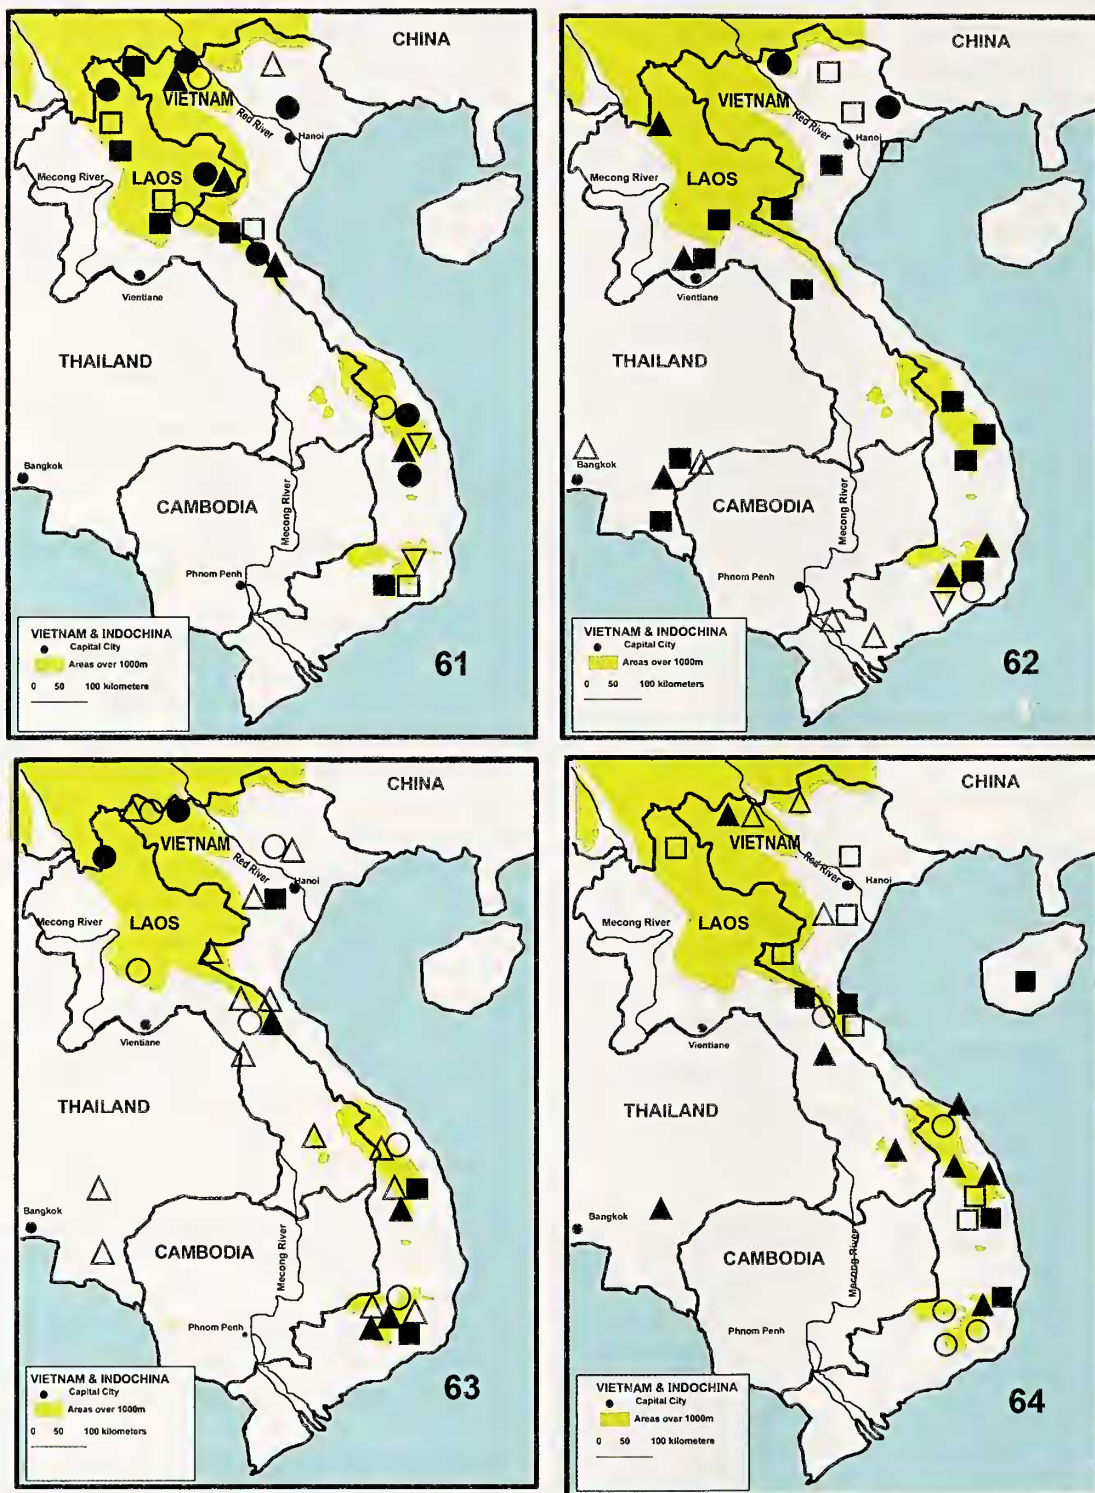 CHINA
VIETNAM
Red River
Hanoi
Mecong River
LAOS
Vientiane
THAILAND
Bangkok
CAMBODIA
Mecong River
Phnom Penh
VIETNAM & INDOCHINA
Capital City
Areas over 1000m
0 50 100 kilometere
61
CHINA
VIETNAM
Red River
Hanoi
Mecong River
LAOS
Vientiane
THAILAND
Bangkok
CAMBODIA
Mecong River
Phnom Penh
VIETNAM & INDOCHINA
Capital City
Areas over 1000m
0 50 100 kilometers
62
CHINA
VIETNAM
Red River
Hanoi
Mecong River
LAOS
Vientiane
THAILAND
Bangkok
CAMBODIA
Mecong River
Phnom Penh
VIETNAM & INDOCHINA
Capital City
Areas over 1000m
0 50 100 kilometers
63
CHINA
VIETNAM
Red River
Hanoi
Mecong River
LAOS
Vientiane
THAILAND
Bangkok
CAMBODIA
Mecong River
Phnom Penh
VIETNAM & INDOCHINA
Capital City
Areas over 1000m
0 50 100 kilometere
64